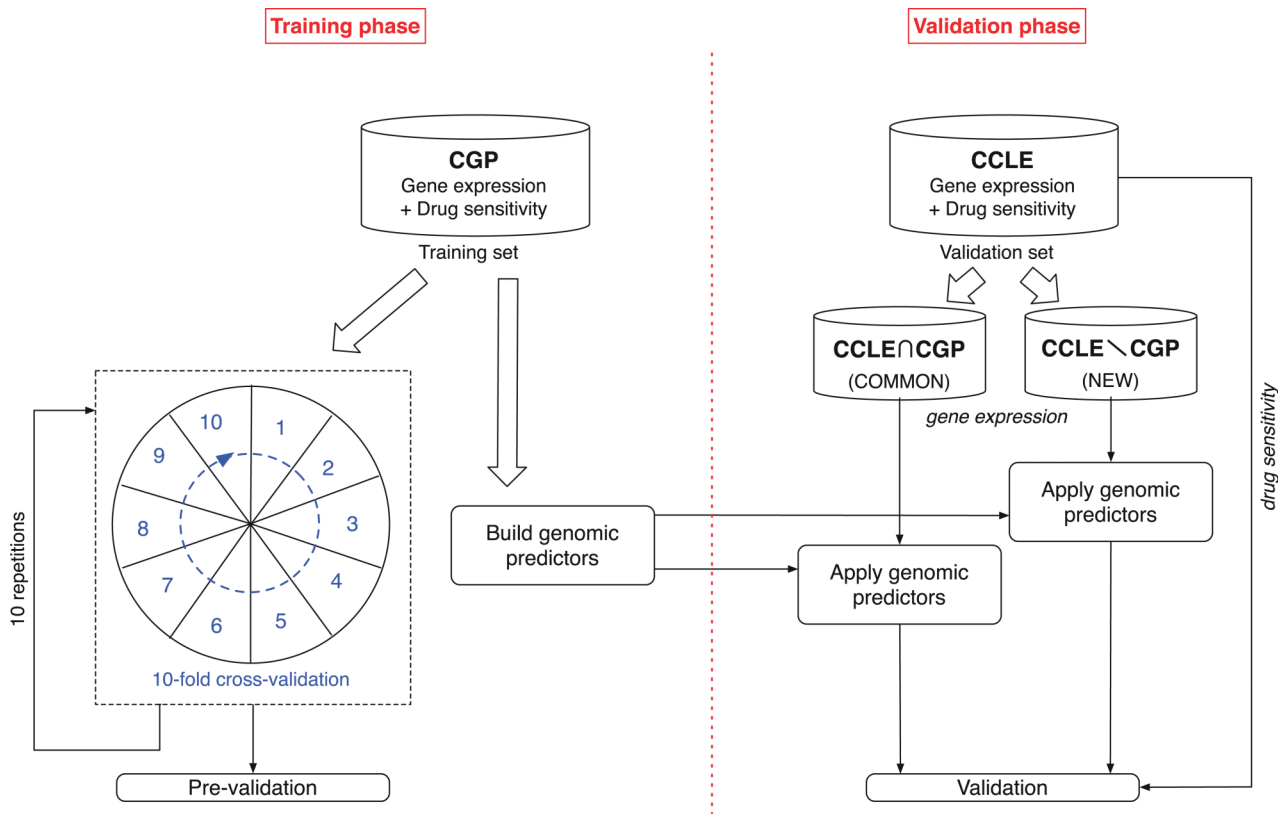 Training phase
Validation phase
CGP
Gene expression
+ Drug sensitivity
Training set
CCLE
Gene expression
+ Drug sensitivity
Validation set
CCLE∩CGP
(COMMON)
CCLE\CGP
(NEW)
gene expression
drug sensitivity
10 repetitions
1
2
3
4
5
6
7
8
9
10
10-fold cross-validation
Build genomic
predictors
Apply genomic
predictors
Apply genomic
predictors
Pre-validation
Validation